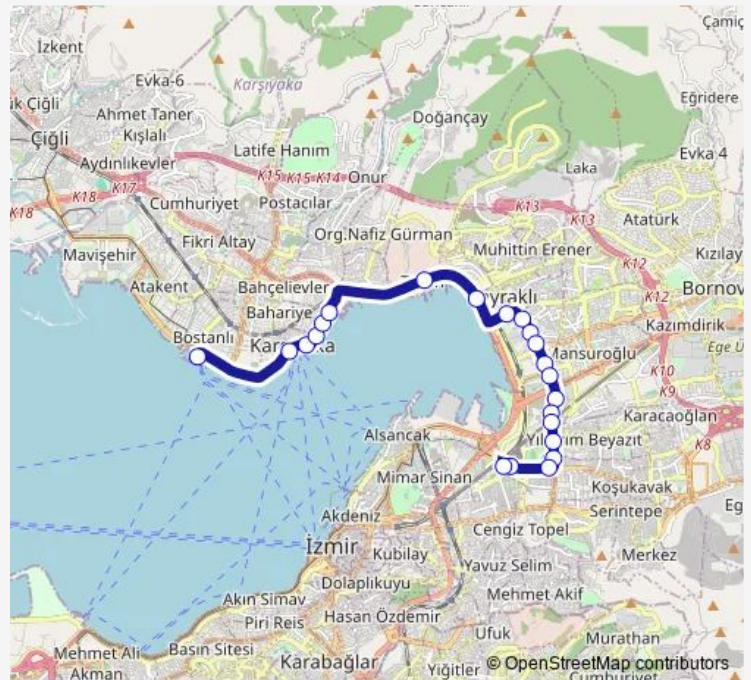 İzkent
Çamiç
Karşıyaka
Evka-6
Ahmet Taner
Kışlalı
Çiğli
Doğançay
Eğridere
Latife Hanım
Aydınlıkevler
K15 K15 K14 Onur
Laka
Evka 4
K17
K18
K18
Cumhuriyet
Postacılar
K13
K13
Atatürk
Fikri Altay
Org.Nafiz Gürman
Muhittin Erener
Kızılay
Mavişehir
K12
Atakent
Bahçelievler
K12
Bornov
Bahariye
Kazımdirik
Bostanlı
Mansuroğlu
Ege Ü
K10
K9
Karacaoğlan
Alsancak
K8
Mimar Sinan
Koşukavak
Serintepe
Eg
Akdeniz
Cengiz Topel
İzmir
Kubilay
Merkez
Yavuz Selim
Dolaplıkuyu
Mehmet Akif
Akın Simav
Hasan Özdemir
Piri Reis
Ufuk
Murathan
Mehmet Ali
Basın Sitesi
Karabağlar
Akman
Yiğitler
Cumhuriyet
© OpenStreetMap contributors